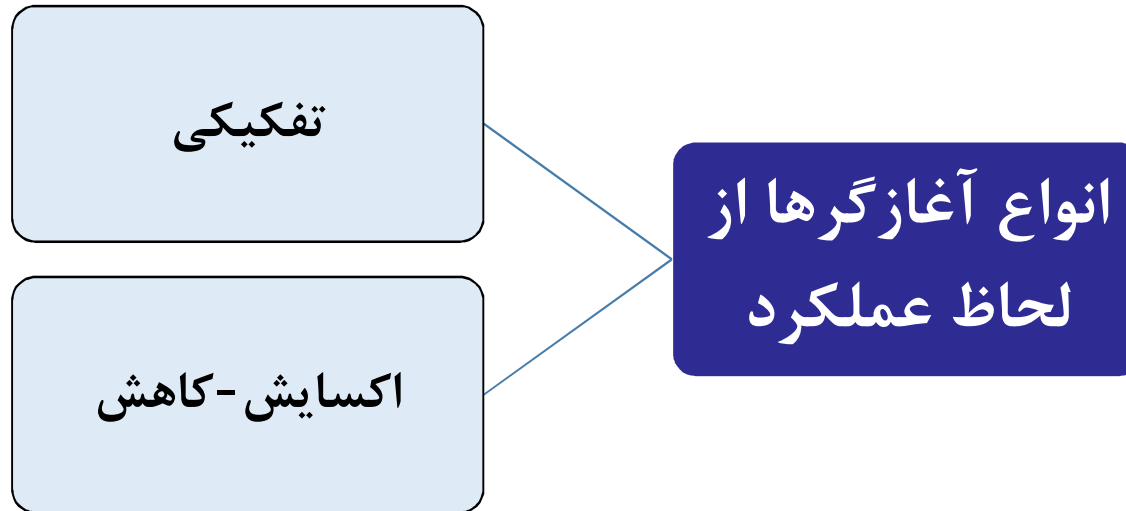 انواع آغازگرها از
لحاظ عملکرد
تفکیکی
اکسایش-کاهش